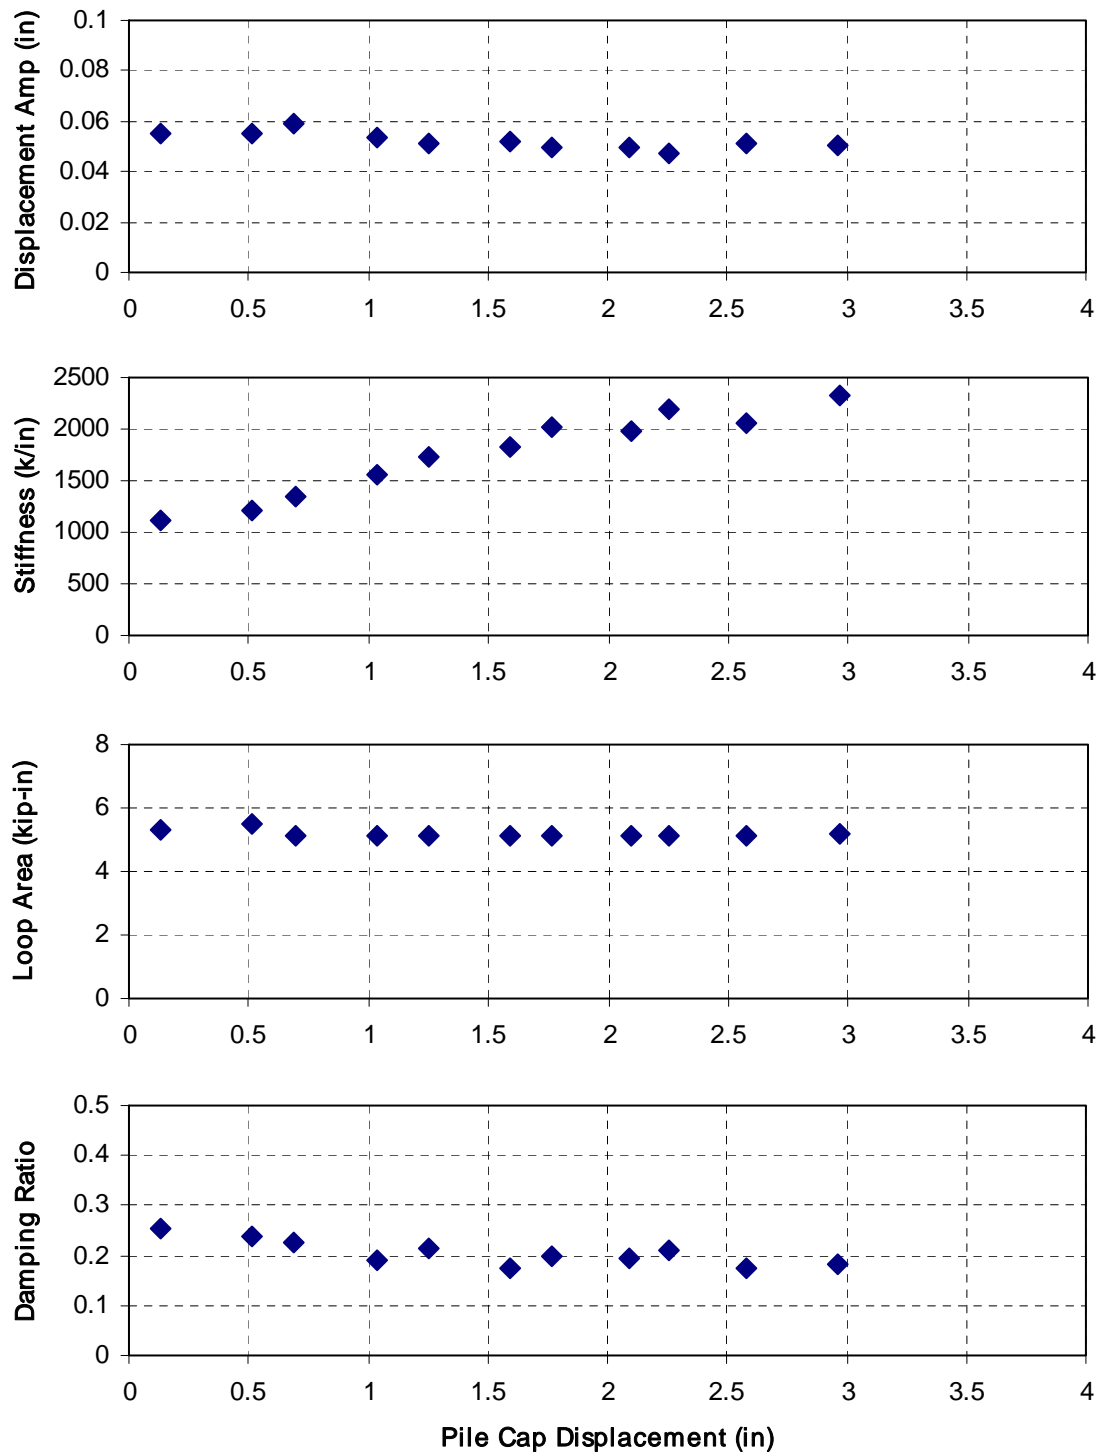 Displacement Amp (in)
0.1
0.08
0.06
0.04
0.02
0
0 0.5 1 1.5 2 2.5 3 3.5 4
Stiffness (k/in)
2500
2000
1500
1000
500
0
0 0.5 1 1.5 2 2.5 3 3.5 4
Loop Area (kip-in)
8
6
4
2
0
0 0.5 1 1.5 2 2.5 3 3.5 4
Damping Ratio
0.5
0.4
0.3
0.2
0.1
0
0 0.5 1 1.5 2 2.5 3 3.5 4
Pile Cap Displacement (in)